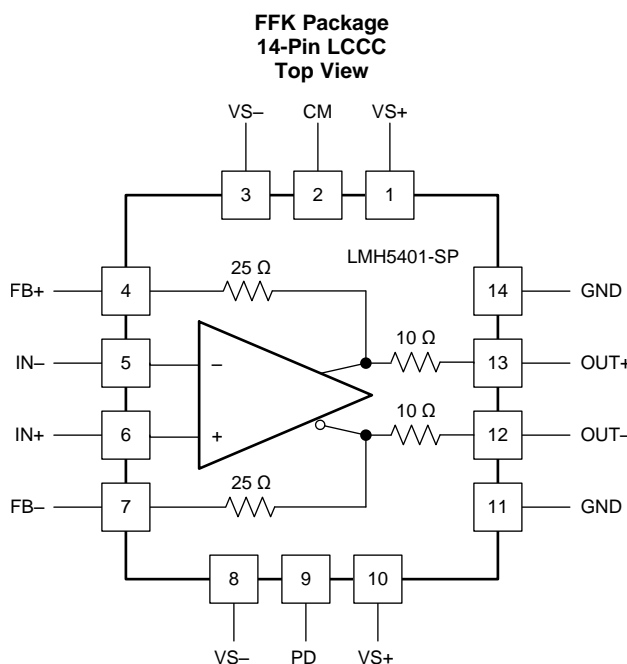 FFK Package
14-Pin LCCC
Top View
VS– CM VS+
3 2 1
LMH5401-SP
25 Ω
FB+ 4 14 GND
10 Ω
IN– 5 – 13 OUT+
10 Ω
IN+ 6 + 12 OUT–
25 Ω
FB– 7 11 GND
8 9 10
VS– PD VS+